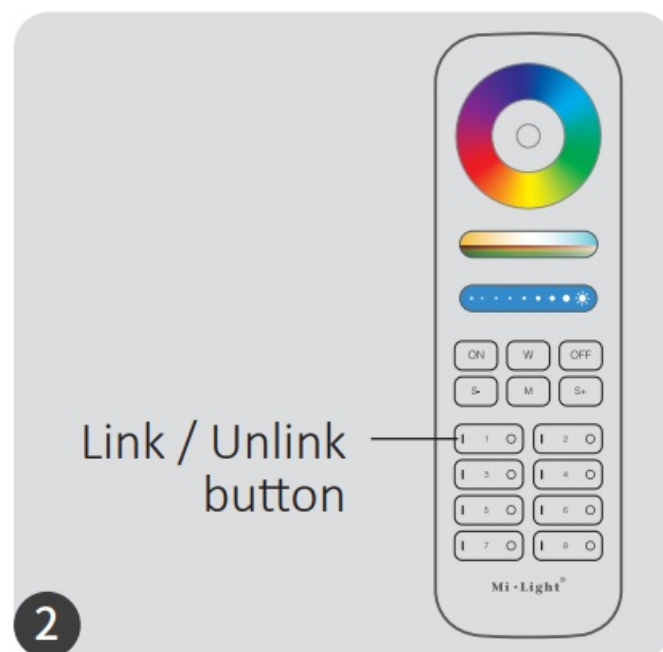 ON W OFF
S- M S+
Link / Unlink
button
I 1 O I 2 O
I 3 O I 4 O
I 5 O I 6 O
I 7 O I 8 O
Mi·Light®
2